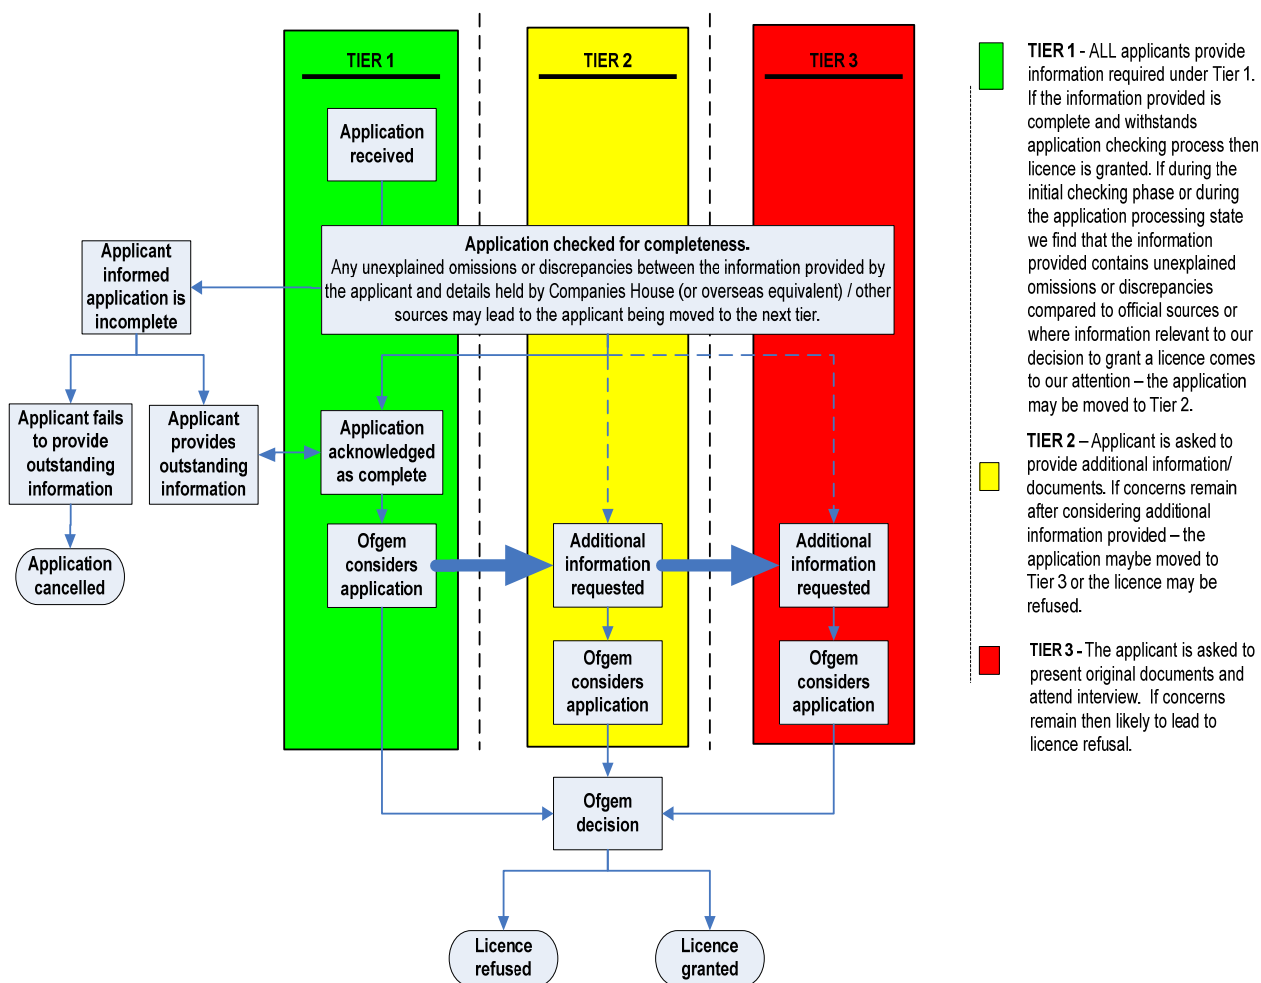 TIER 1
TIER 2
TIER 3
Application
received
Application checked for completeness.
Any unexplained omissions or discrepancies between the information provided by
the applicant and details held by Companies House (or overseas equivalent) / other
sources may lead to the applicant being moved to the next tier.
Applicant
informed
application is
incomplete
Applicant fails
to provide
outstanding
information
Applicant
provides
outstanding
information
Application
acknowledged
as complete
Application
cancelled
Ofgem
considers
application
Additional
information
requested
Additional
information
requested
Ofgem
considers
application
Ofgem
considers
application
Ofgem
decision
Licence
refused
Licence
granted
TIER 1 - ALL applicants provide
information required under Tier 1.
If the information provided is
complete and withstands
application checking process then
licence is granted. If during the
initial checking phase or during
the application processing state
we find that the information
provided contains unexplained
omissions or discrepancies
compared to official sources or
where information relevant to our
decision to grant a licence comes
to our attention – the application
may be moved to Tier 2.
TIER 2 – Applicant is asked to
provide additional information/
documents. If concerns remain
after considering additional
information provided – the
application maybe moved to
Tier 3 or the licence may be
refused.
TIER 3 - The applicant is asked to
present original documents and
attend interview. If concerns
remain then likely to lead to
licence refusal.